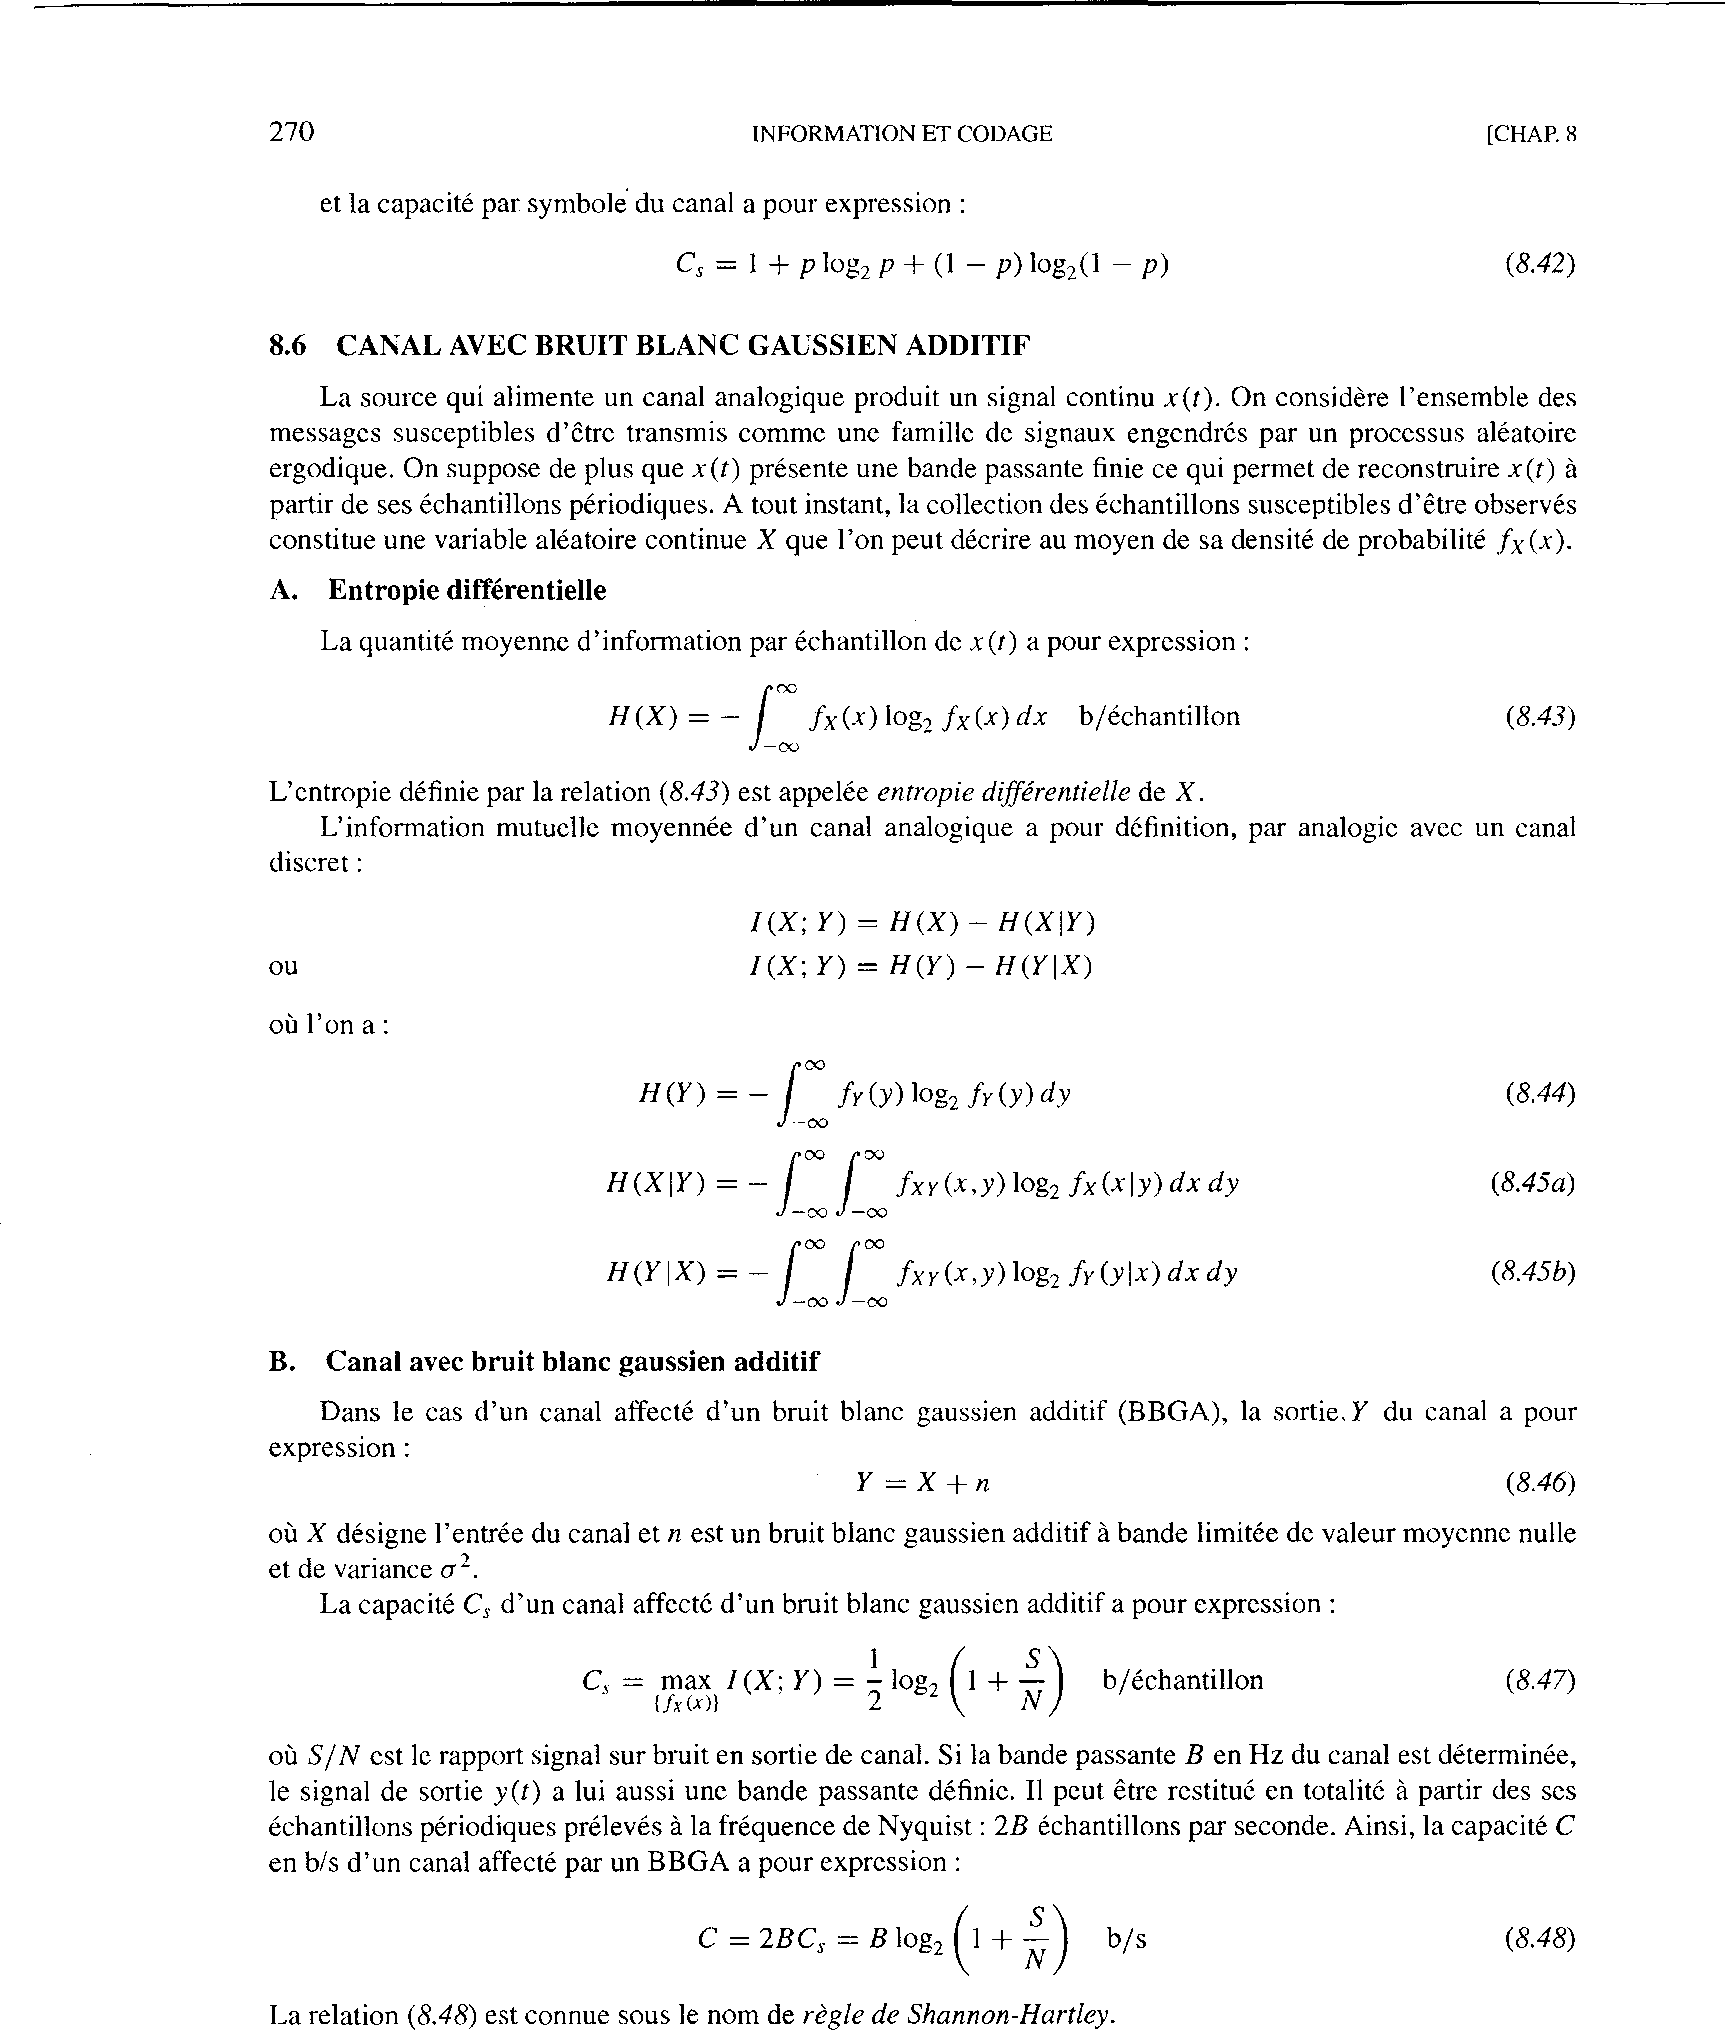 270 INFORMATION ET CODAGE [CHAP. 8
et la capacité par symbole du canal a pour expression :
C_s = 1 + p log₂ p + (1 − p) log₂(1 − p) (8.42)
8.6 CANAL AVEC BRUIT BLANC GAUSSIEN ADDITIF
La source qui alimente un canal analogique produit un signal continu x(t). On considère l'ensemble des
messages susceptibles d'être transmis comme une famille de signaux engendrés par un processus aléatoire
ergodique. On suppose de plus que x(t) présente une bande passante finie ce qui permet de reconstruire x(t) à
partir de ses échantillons périodiques. A tout instant, la collection des échantillons susceptibles d'être observés
constitue une variable aléatoire continue X que l'on peut décrire au moyen de sa densité de probabilité f_X(x).
A. Entropie différentielle
La quantité moyenne d'information par échantillon de x(t) a pour expression :
H(X) = − ∫_{−∞}^{∞} f_X(x) log₂ f_X(x) dx b/échantillon (8.43)
L'entropie définie par la relation (8.43) est appelée entropie différentielle de X.
L'information mutuelle moyennée d'un canal analogique a pour définition, par analogie avec un canal
discret :
I(X; Y) = H(X) − H(X|Y)
ou I(X; Y) = H(Y) − H(Y|X)
où l'on a :
H(Y) = − ∫_{−∞}^{∞} f_Y(y) log₂ f_Y(y) dy (8.44)
H(X|Y) = − ∫_{−∞}^{∞} ∫_{−∞}^{∞} f_{XY}(x,y) log₂ f_X(x|y) dx dy (8.45a)
H(Y|X) = − ∫_{−∞}^{∞} ∫_{−∞}^{∞} f_{XY}(x,y) log₂ f_Y(y|x) dx dy (8.45b)
B. Canal avec bruit blanc gaussien additif
Dans le cas d'un canal affecté d'un bruit blanc gaussien additif (BBGA), la sortie Y du canal a pour
expression :
Y = X + n (8.46)
où X désigne l'entrée du canal et n est un bruit blanc gaussien additif à bande limitée de valeur moyenne nulle
et de variance σ².
La capacité C_s d'un canal affecté d'un bruit blanc gaussien additif a pour expression :
C_s = max_{{f_X(x)}} I(X; Y) = 1/2 log₂ (1 + S/N) b/échantillon (8.47)
où S/N est le rapport signal sur bruit en sortie de canal. Si la bande passante B en Hz du canal est déterminée,
le signal de sortie y(t) a lui aussi une bande passante définie. Il peut être restitué en totalité à partir des ses
échantillons périodiques prélevés à la fréquence de Nyquist : 2B échantillons par seconde. Ainsi, la capacité C
en b/s d'un canal affecté par un BBGA a pour expression :
C = 2BC_s = B log₂ (1 + S/N) b/s (8.48)
La relation (8.48) est connue sous le nom de règle de Shannon-Hartley.